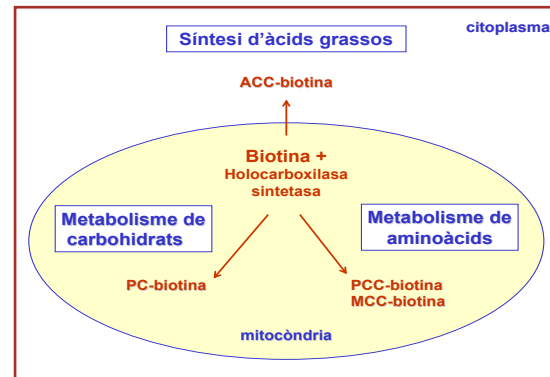 citoplasma
Síntesi d'àcids grassos
ACC-biotina
Biotina +
Holocarboxilasa
sintetasa
Metabolisme de
carbohidrats
Metabolisme de
aminoàcids
PC-biotina
PCC-biotina
MCC-biotina
mitocòndria